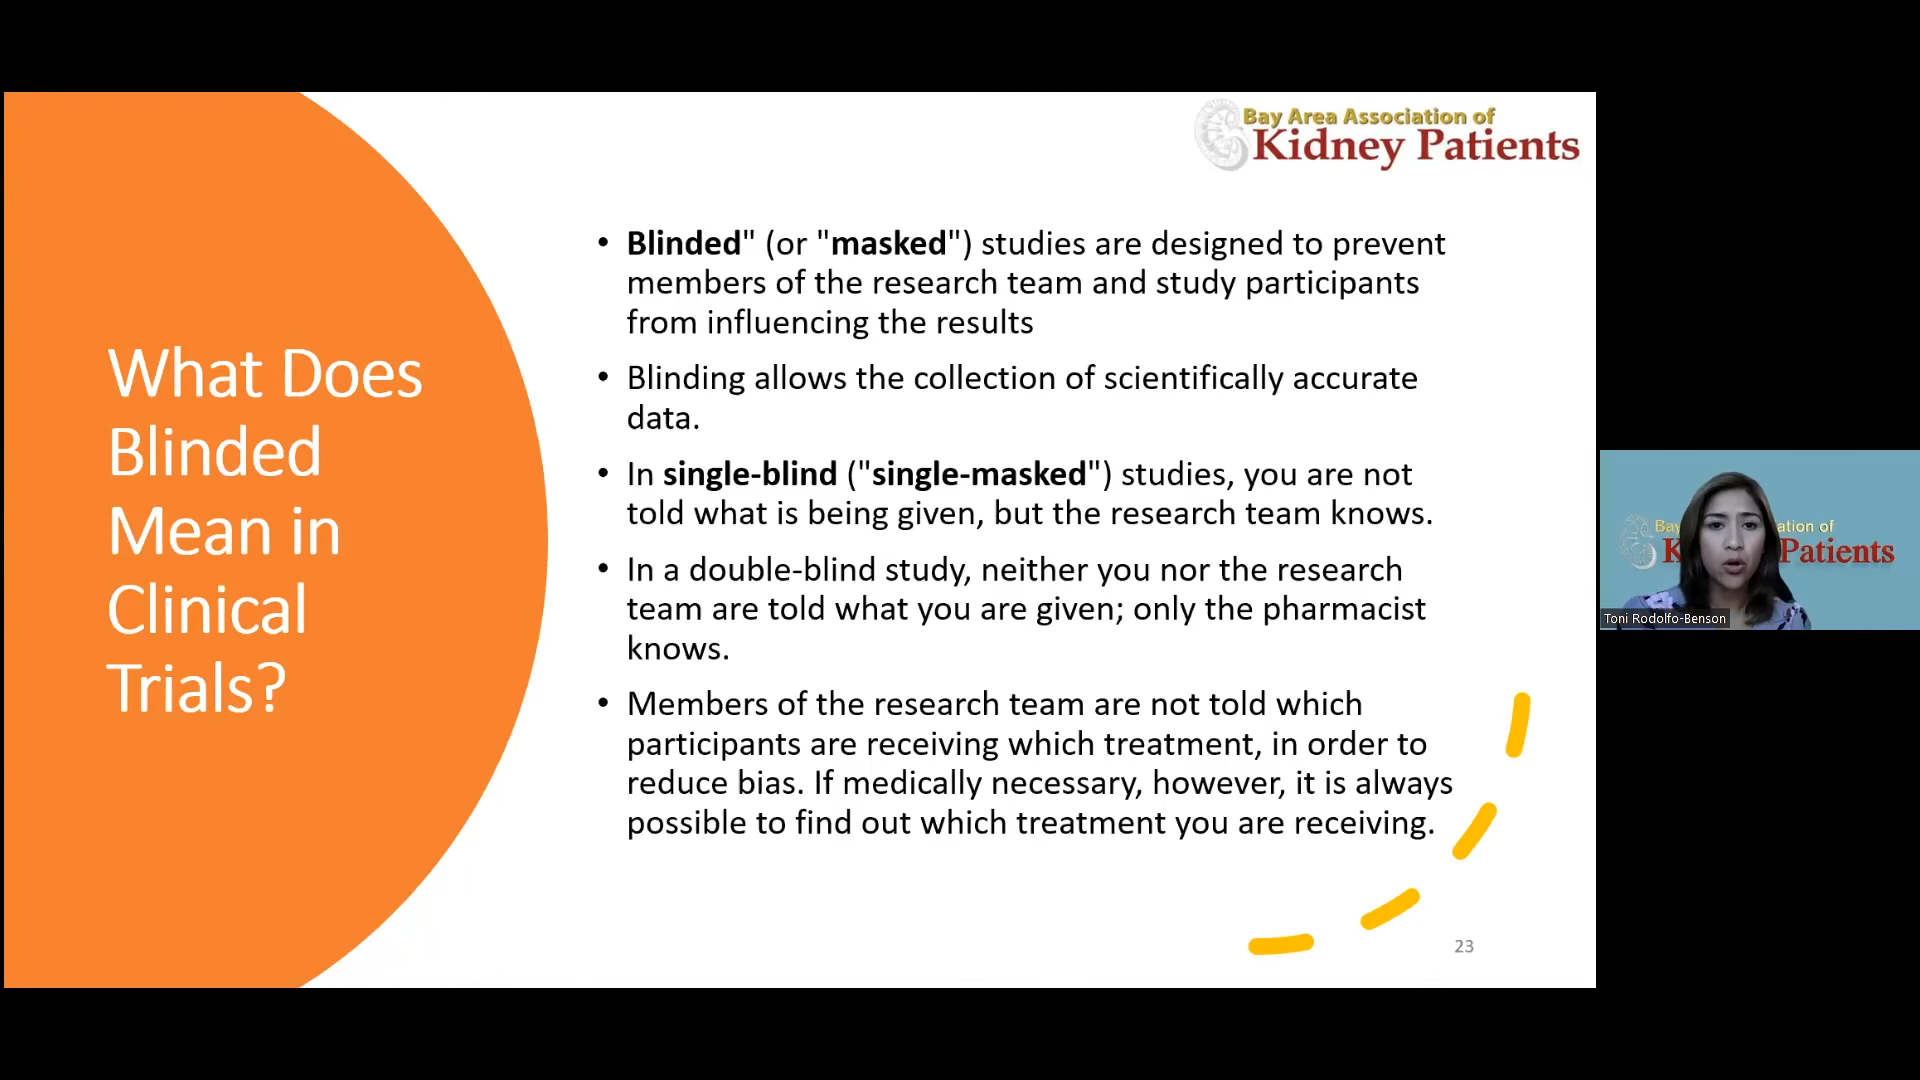 Bay Area Association of
Kidney Patients
What Does
Blinded
Mean in
Clinical
Trials?
• Blinded" (or "masked") studies are designed to prevent
members of the research team and study participants
from influencing the results
• Blinding allows the collection of scientifically accurate
data.
• In single-blind ("single-masked") studies, you are not
told what is being given, but the research team knows.
• In a double-blind study, neither you nor the research
team are told what you are given; only the pharmacist
knows.
• Members of the research team are not told which
participants are receiving which treatment, in order to
reduce bias. If medically necessary, however, it is always
possible to find out which treatment you are receiving.
23
Bay ation of
K Patients
Toni Rodolfo-Benson